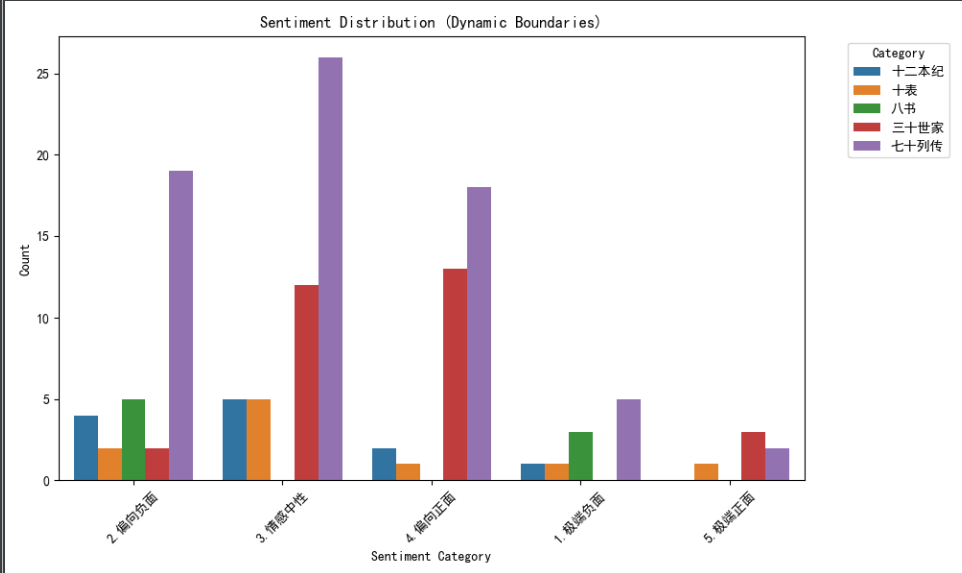 Sentiment Distribution (Dynamic Boundaries)
Category
十二本纪
十表
八书
三十世家
七十列传
Count
25
20
15
10
5
0
2. 偏向负面
3. 情感中性
4. 偏向正面
1. 极端负面
5. 极端正面
Sentiment Category